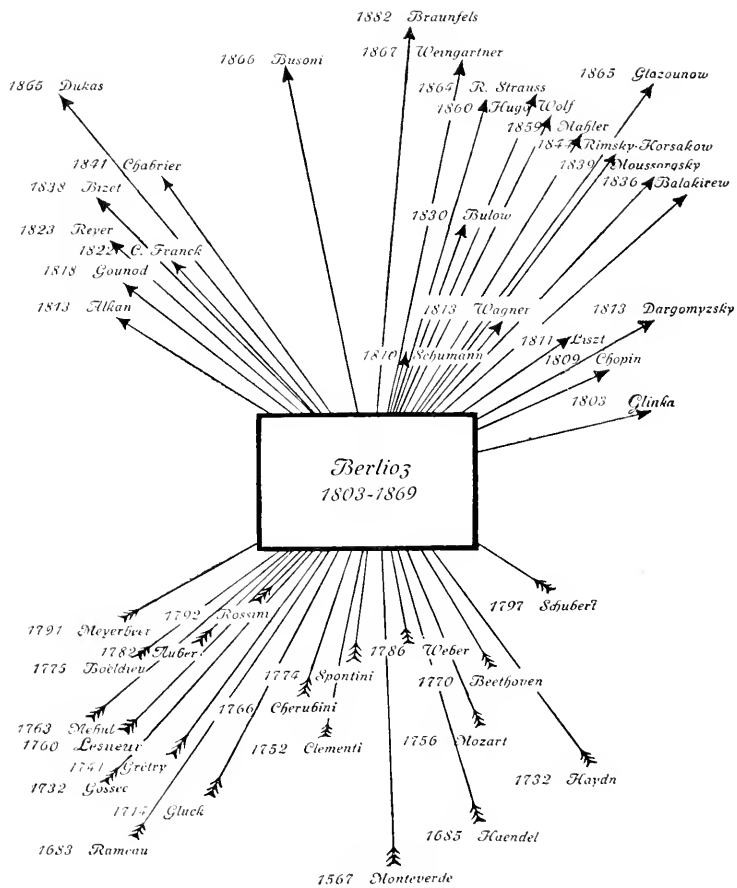 1882 Braunfels
1867 Weingartner
1866 Busoni
1865 Dukas
1864 R. Strauss
1865 Glazounow
1860 Hugo Wolf
1859 Mahler
1844 Rimsky-Korsakow
1839 Moussorgsky
1836 Balakirew
1841 Chabrier
1838 Bizet
1830 Bulow
1823 Reyer
1822 C. Franck
1818 Gounod
1813 Alkan
1813 Wagner
1813 Dargomyzsky
1811 Liszt
1810 Schumann
1809 Chopin
1803 Glinka
Berlioz
1803-1869
1797 Schubert
1792 Rossini
1791 Meyerbeer
1782 Auber
1775 Boëldieu
1786 Weber
1774 Spontini
1770 Beethoven
1766 Cherubini
1763 Mehul
1760 Lesueur
1752 Clementi
1756 Mozart
1741 Grétry
1732 Gossec
1732 Haydn
1714 Gluck
1685 Haendel
1683 Rameau
1567 Monteverde